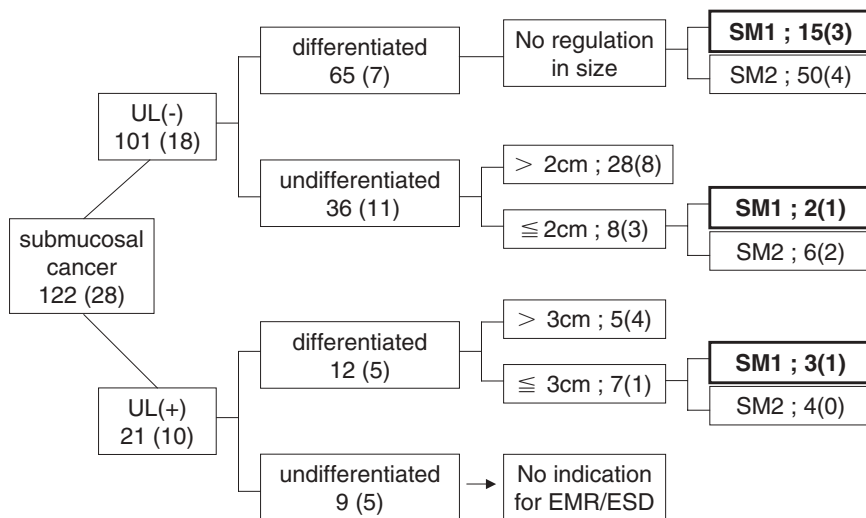 submucosal
cancer
122 (28)
UL(-)
101 (18)
differentiated
65 (7)
No regulation
in size
SM1 ; 15(3)
SM2 ; 50(4)
undifferentiated
36 (11)
> 2cm ; 28(8)
≦ 2cm ; 8(3)
SM1 ; 2(1)
SM2 ; 6(2)
UL(+)
21 (10)
differentiated
12 (5)
> 3cm ; 5(4)
≦ 3cm ; 7(1)
SM1 ; 3(1)
SM2 ; 4(0)
undifferentiated
9 (5)
No indication
for EMR/ESD